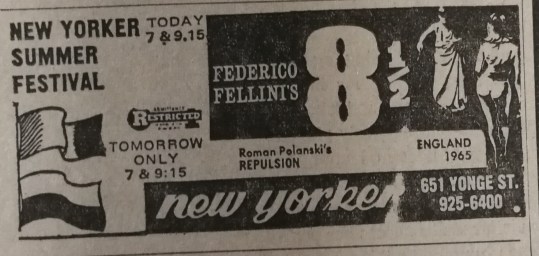 NEW YORKER
SUMMER
FESTIVAL
TODAY
7 & 9.15
FEDERICO
FELLINI'S
8 1/2
RESTRICTED
TOMORROW
ONLY
7 & 9:15
Roman Polanski's
REPULSION
ENGLAND
1965
new yorker
651 YONGE ST.
925-6400